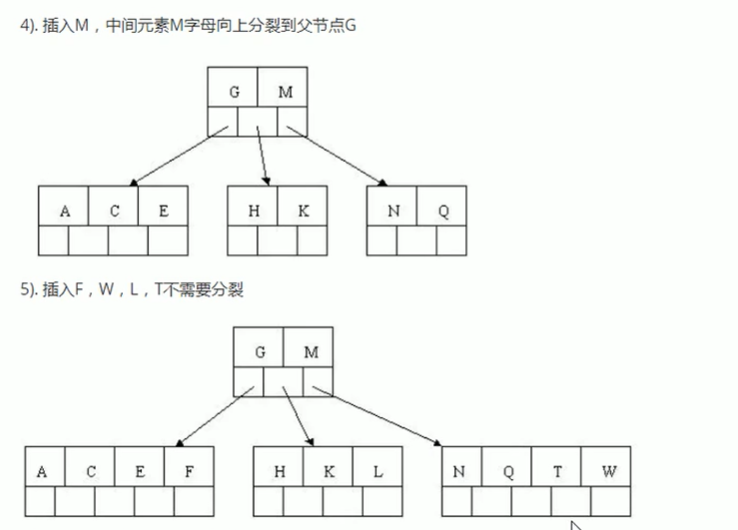 4). 插入M，中间元素M字母向上分裂到父节点G
G M
A C E H K N Q
5). 插入F，W，L，T不需要分裂
G M
A C E F H K L N Q T W